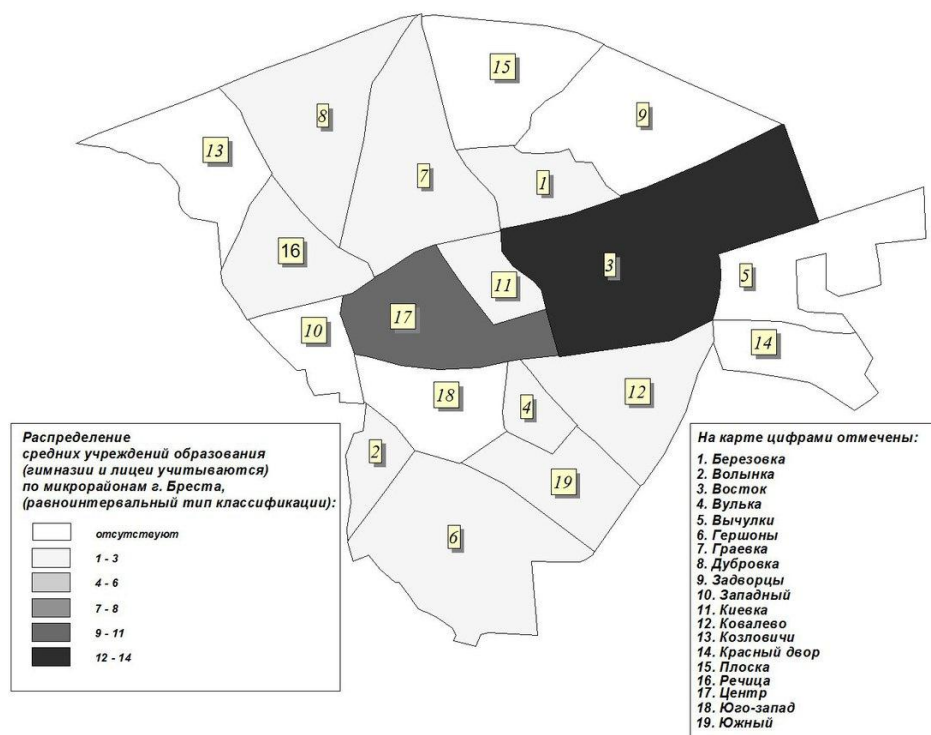 15
8
9
13
7
1
16
3
11
5
17
10
14
12
18
4
2
19
6
Распределение
средних учреждений образования
(гимназии и лицеи учитываются)
по микрорайонам г. Бреста,
(равноинтервальный тип классификации):
отсутствуют
1 - 3
4 - 6
7 - 8
9 - 11
12 - 14
На карте цифрами отмечены:
1. Березовка
2. Волынка
3. Восток
4. Вулька
5. Вычулки
6. Гершоны
7. Граевка
8. Дубровка
9. Задворцы
10. Западный
11. Киевка
12. Ковалево
13. Козловичи
14. Красный двор
15. Плоска
16. Речица
17. Центр
18. Юго-запад
19. Южный